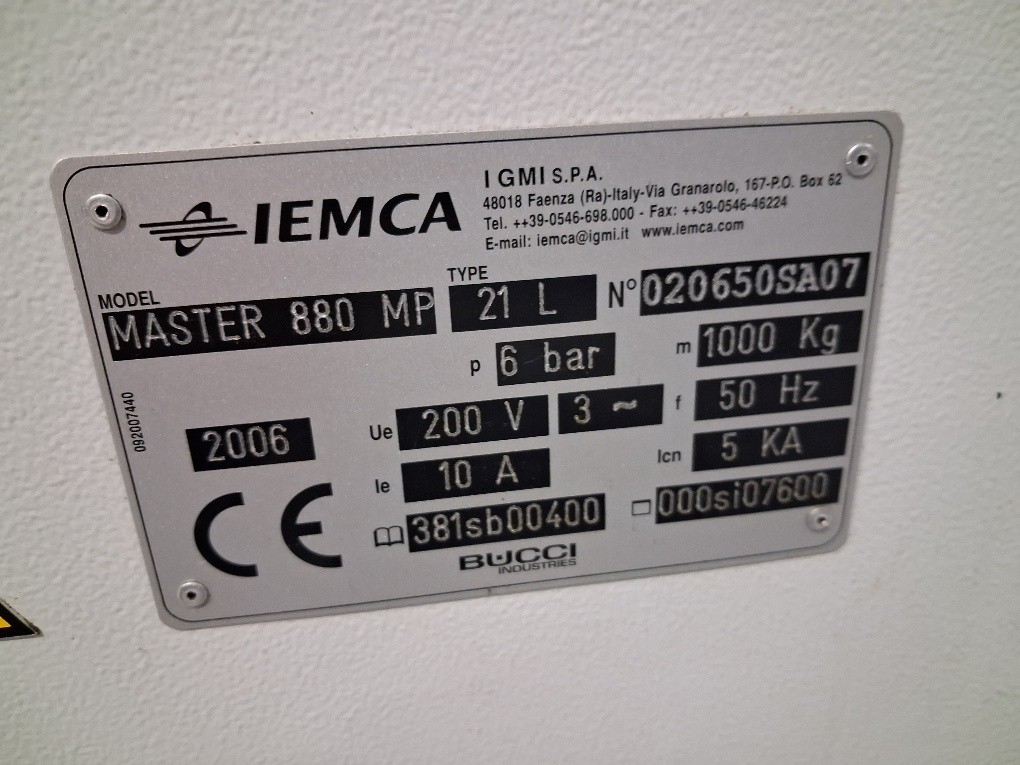 IEMCA
I GMI S.P.A.
48018 Faenza (Ra)-Italy-Via Granarolo, 167-P.O. Box 62
Tel. ++39-0546-698.000 - Fax: ++39-0546-46224
E-mail: iemca@igmi.it www.iemca.com
MODEL TYPE
MASTER 880 MP 21 L N° 020650SA07
p 6 bar m 1000 Kg
092007440
2006 Ue 200 V 3 ~ f 50 Hz
Ie 10 A Icn 5 KA
CE 381sb00400 000si07600
BUCCI
INDUSTRIES